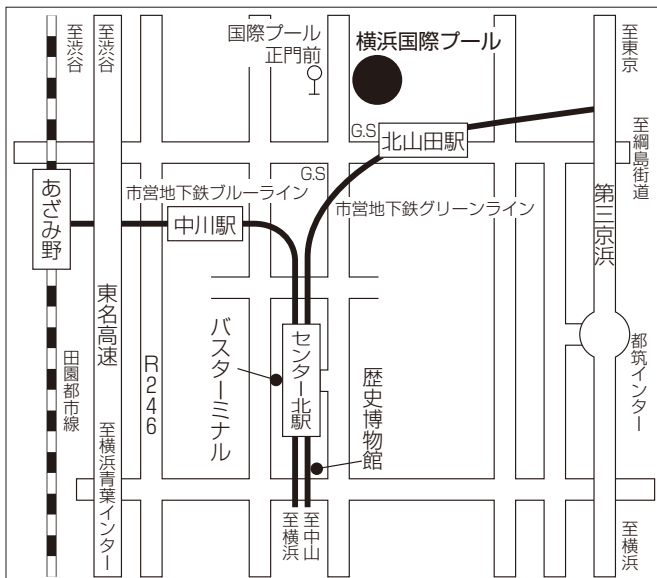 至渋谷
至渋谷
国際プール
正門前
横浜国際プール
至東京
G.S
北山田駅
至綱島街道
G.S
あざみ野
市営地下鉄ブルーライン
中川駅
市営地下鉄グリーンライン
第三京浜
東名高速
R246
バスターミナル
センター北駅
歴史博物館
都筑インター
田園都市線
至横浜青葉インター
至横浜
至中山
至横浜